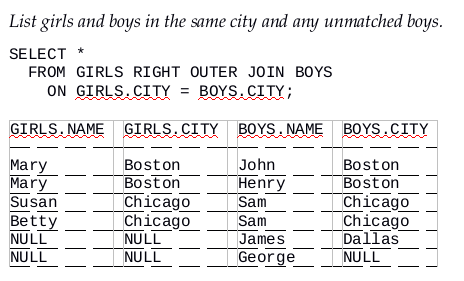 List girls and boys in the same city and any unmatched boys.
SELECT *
FROM GIRLS RIGHT OUTER JOIN BOYS
ON GIRLS.CITY = BOYS.CITY;
GIRLS.NAME GIRLS.CITY BOYS.NAME BOYS.CITY
Mary Boston John Boston
Mary Boston Henry Boston
Susan Chicago Sam Chicago
Betty Chicago Sam Chicago
NULL NULL James Dallas
NULL NULL George NULL